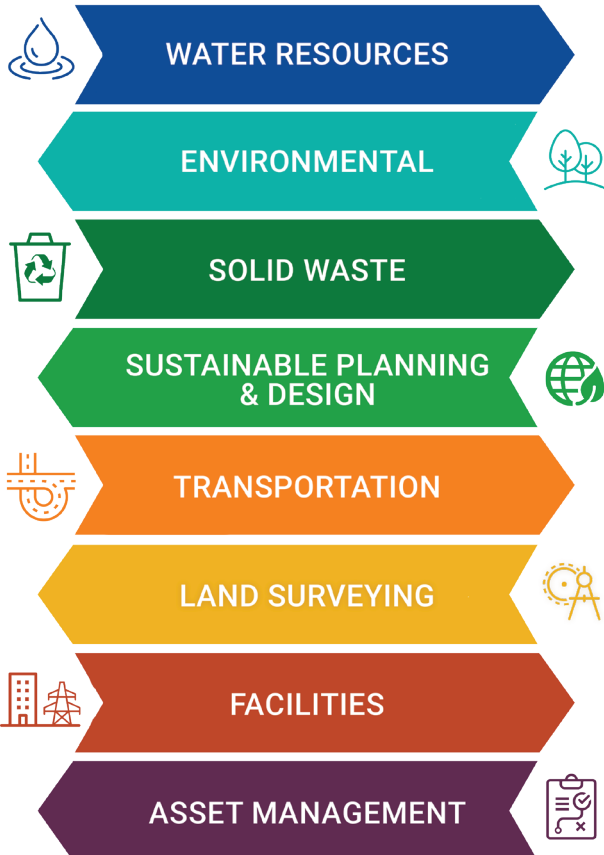 WATER RESOURCES
ENVIRONMENTAL
SOLID WASTE
SUSTAINABLE PLANNING
& DESIGN
TRANSPORTATION
LAND SURVEYING
FACILITIES
ASSET MANAGEMENT